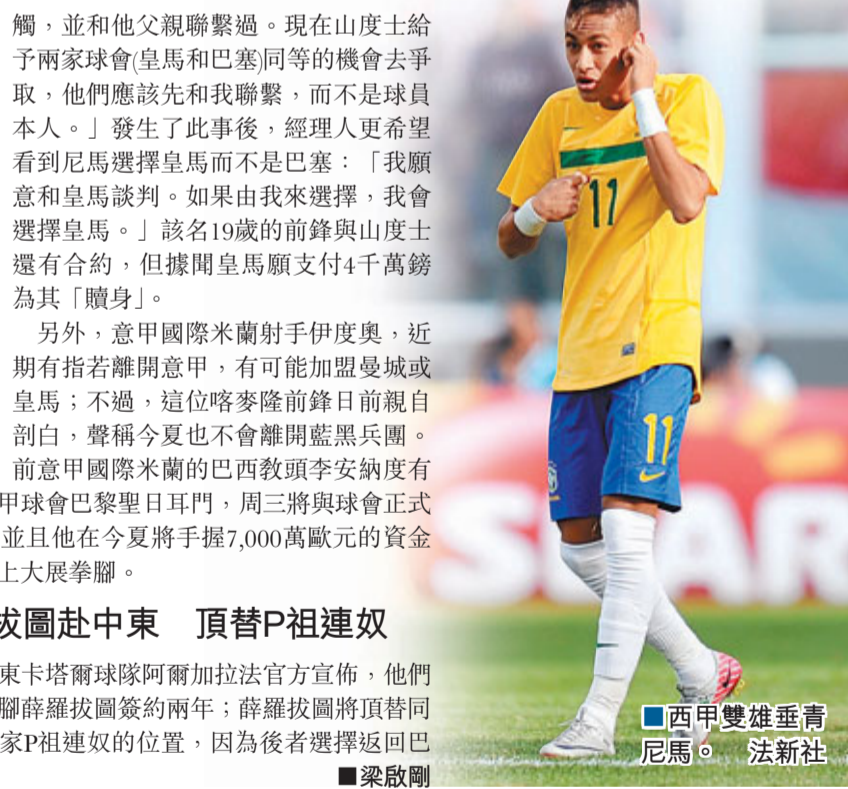 觸，並和他父親聯繫過。現在山度士給
予兩家球會(皇馬和巴塞)同等的機會去爭
取，他們應該先和我聯繫，而不是球員
本人。」發生了此事後，經理人更希望
看到尼馬選擇皇馬而不是巴塞：「我願
意和皇馬談判。如果由我來選擇，我會
選擇皇馬。」該名19歲的前鋒與山度士
還有合約，但據聞皇馬願支付4千萬鎊
為其「贖身」。
另外，意甲國際米蘭射手伊度奧，近
期有指若離開意甲，有可能加盟曼城或
皇馬；不過，這位喀麥隆前鋒日前親自
剖白，聲稱今夏也不會離開藍黑兵團。
前意甲國際米蘭的巴西教頭李安納度有
甲球會巴黎聖日耳門，周三將與球會正式
並且他在今夏將手握7,000萬歐元的資金
上大展拳腳。
拔圖赴中東　頂替P祖連奴
東卡塔爾球隊阿爾加拉法官方宣佈，他們
腳薛羅拔圖簽約兩年；薛羅拔圖將頂替同
家P祖連奴的位置，因為後者選擇返回巴
■梁啟剛
11
11
■西甲雙雄垂青
尼馬。　法新社